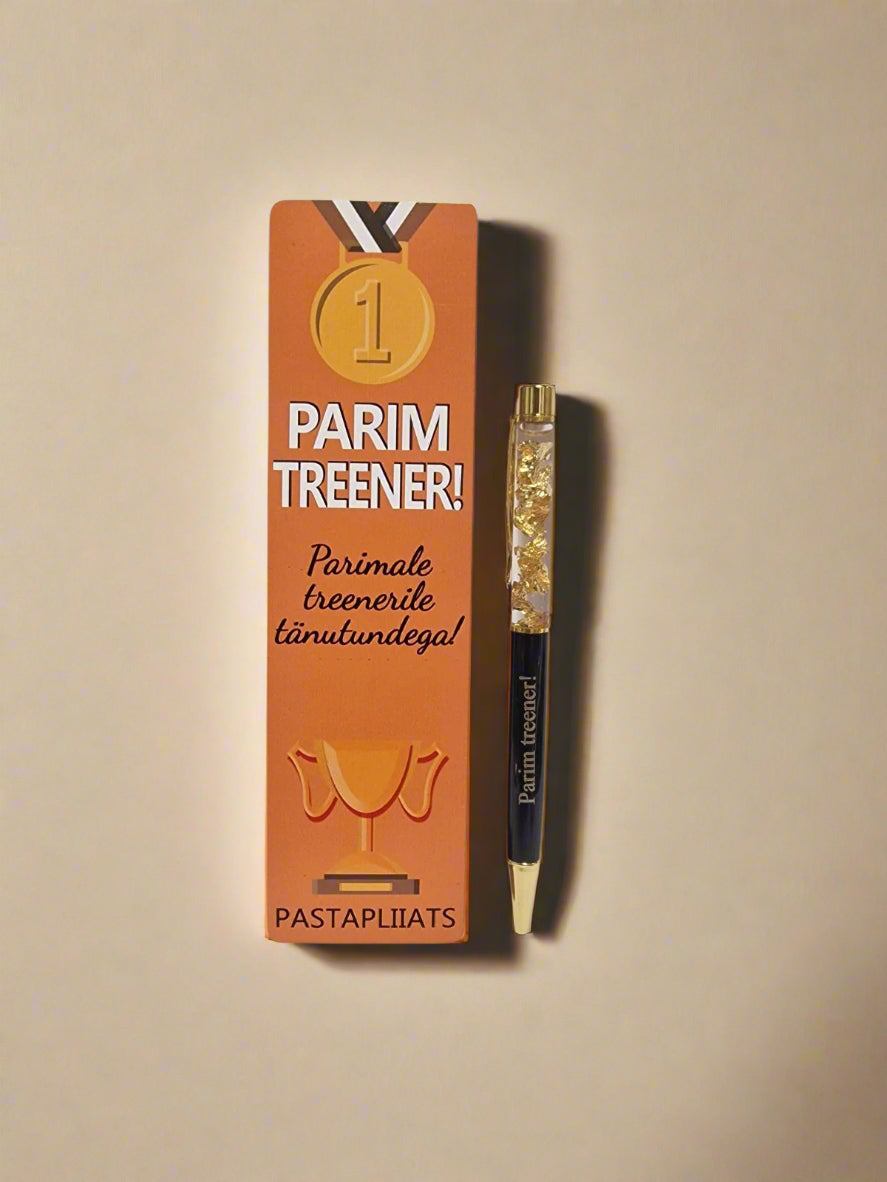 1
PARIM
TREENER!
Parimale
treenerile
tänutundega!
PASTAPLIIATS
Parim treener!